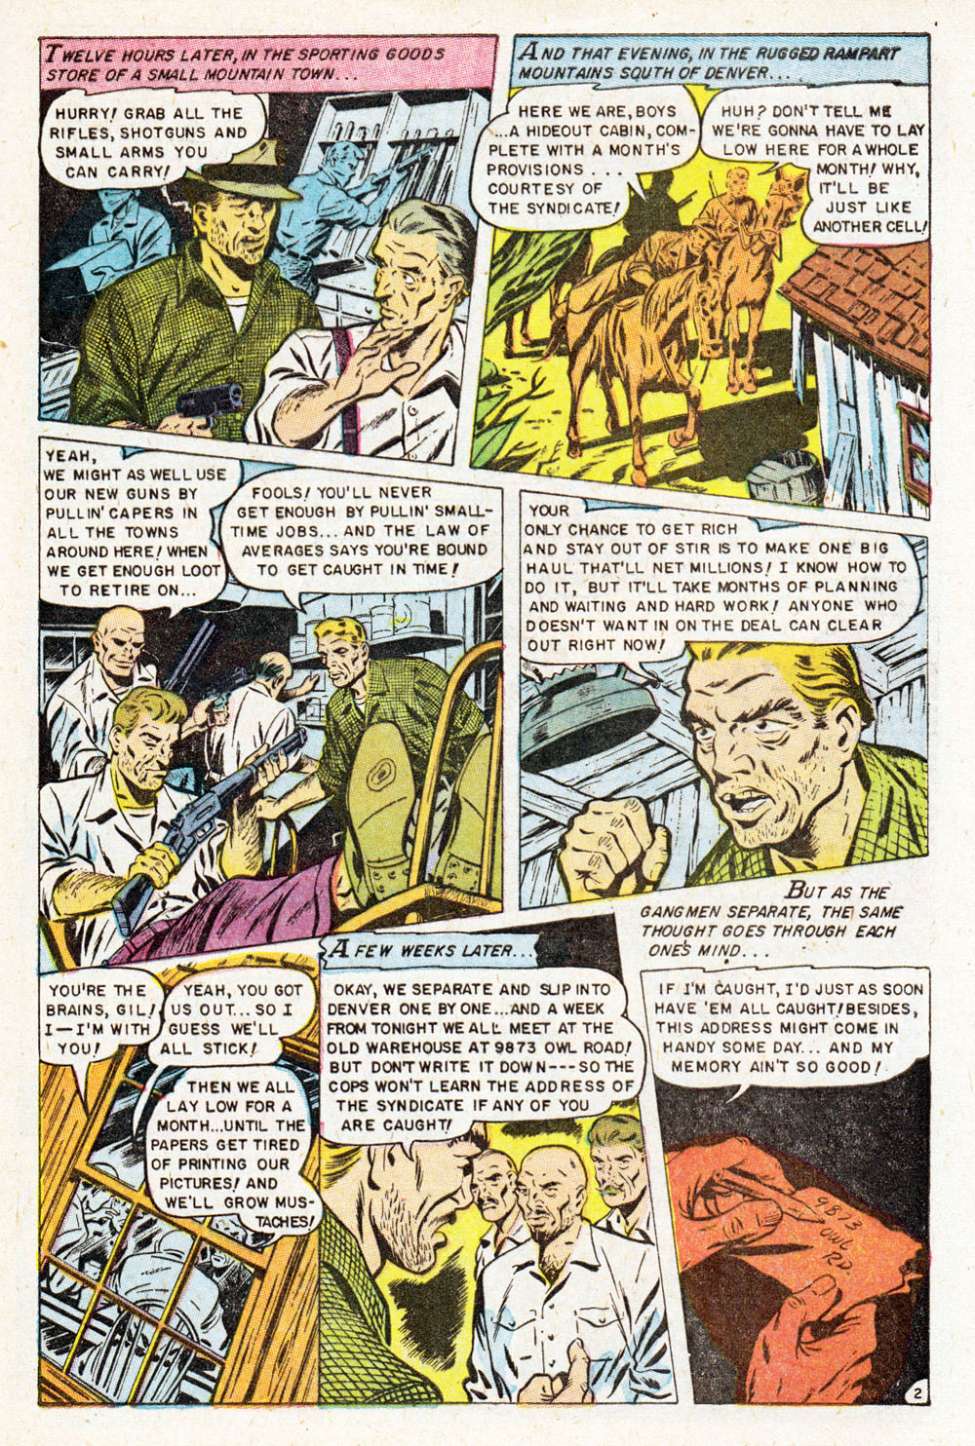 TWELVE HOURS LATER, IN THE SPORTING GOODS
STORE OF A SMALL MOUNTAIN TOWN...
HURRY! GRAB ALL THE
RIFLES, SHOTGUNS AND
SMALL ARMS YOU
CAN CARRY!
AND THAT EVENING, IN THE RUGGED RAMPART
MOUNTAINS SOUTH OF DENVER...
HERE WE ARE, BOYS
...A HIDEOUT CABIN, COM-
PLETE WITH A MONTH'S
PROVISIONS...
COURTESY OF
THE SYNDICATE!
HUH? DON'T TELL ME
WE'RE GONNA HAVE TO LAY
LOW HERE FOR A WHOLE
MONTH! WHY,
IT'LL BE
JUST LIKE
ANOTHER CELL!
YEAH,
WE MIGHT AS WELL USE
OUR NEW GUNS BY
PULLIN' CAPERS IN
ALL THE TOWNS
AROUND HERE! WHEN
WE GET ENOUGH LOOT
TO RETIRE ON...
FOOLS! YOU'LL NEVER
GET ENOUGH BY PULLIN' SMALL-
TIME JOBS... AND THE LAW OF
AVERAGES SAYS YOU'RE BOUND
TO GET CAUGHT IN TIME!
YOUR
ONLY CHANCE TO GET RICH
AND STAY OUT OF STIR IS TO MAKE ONE BIG
HAUL THAT'LL NET MILLIONS! I KNOW HOW TO
DO IT, BUT IT'LL TAKE MONTHS OF PLANNING
AND WAITING AND HARD WORK! ANYONE WHO
DOESN'T WANT IN ON THE DEAL CAN CLEAR
OUT RIGHT NOW!
YOU'RE THE
BRAINS, GIL!
I—I'M WITH
YOU!
YEAH, YOU GOT
US OUT... SO I
GUESS WE'LL
ALL STICK!
THEN WE ALL
LAY LOW FOR A
MONTH...UNTIL THE
PAPERS GET TIRED
OF PRINTING OUR
PICTURES! AND
WE'LL GROW MUS-
TACHES!
A FEW WEEKS LATER...
OKAY, WE SEPARATE AND SLIP INTO
DENVER ONE BY ONE...AND A WEEK
FROM TONIGHT WE ALL MEET AT THE
OLD WAREHOUSE AT 9873 OWL ROAD!
BUT DON'T WRITE IT DOWN---SO THE
COPS WON'T LEARN THE ADDRESS OF
THE SYNDICATE IF ANY OF YOU
ARE CAUGHT!
BUT AS THE
GANGMEN SEPARATE, THE SAME
THOUGHT GOES THROUGH EACH
ONE'S MIND...
IF I'M CAUGHT, I'D JUST AS SOON
HAVE 'EM ALL CAUGHT! BESIDES,
THIS ADDRESS MIGHT COME IN
HANDY SOME DAY... AND MY
MEMORY AIN'T SO GOOD!
9873
OWL
RD
2